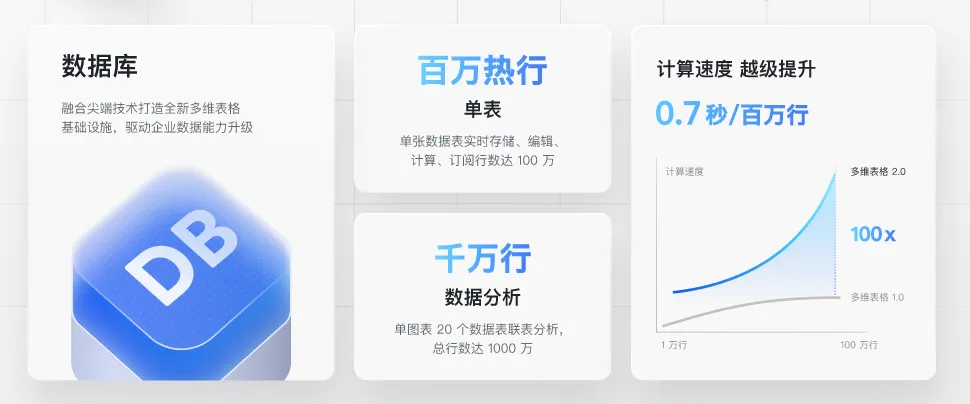 数据库
融合尖端技术打造全新多维表格
基础设施，驱动企业数据能力升级
DB
百万热行
单表
单张数据表实时存储、编辑、
计算、订阅行数达 100 万
千万行
数据分析
单图表 20 个数据表联表分析，
总行数达 1000 万
计算速度 越级提升
0.7 秒/百万行
计算速度
多维表格 2.0
100x
多维表格 1.0
1 万行
100 万行